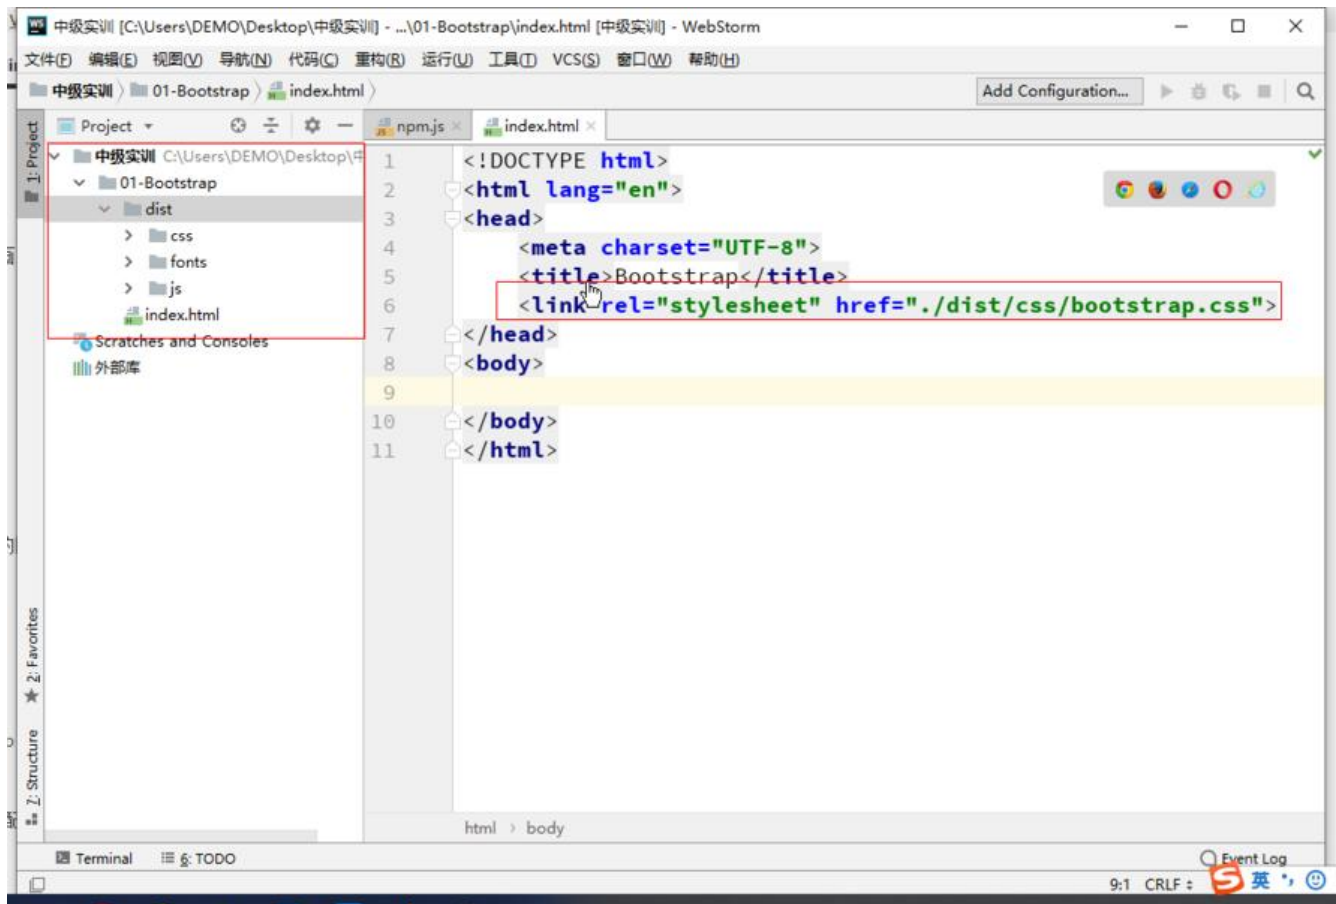 中级实训 [C:\Users\DEMO\Desktop\中级实训] - ...\01-Bootstrap\index.html [中级实训] - WebStorm
文件(F) 编辑(E) 视图(V) 导航(N) 代码(C) 重构(R) 运行(U) 工具(T) VCS(S) 窗口(W) 帮助(H)
中级实训 01-Bootstrap index.html Add Configuration...
1: Project
Project
npm.js index.html
中级实训 C:\Users\DEMO\Desktop\
01-Bootstrap
dist
css
fonts
js
index.html
Scratches and Consoles
外部库
1 <!DOCTYPE html>
2 <html lang="en">
3 <head>
4 <meta charset="UTF-8">
5 <title>Bootstrap</title>
6 <link rel="stylesheet" href="./dist/css/bootstrap.css">
7 </head>
8 <body>
9
10 </body>
11 </html>
2: Favorites
Z: Structure
html › body
Terminal 6: TODO Event Log
9:1 CRLF 英